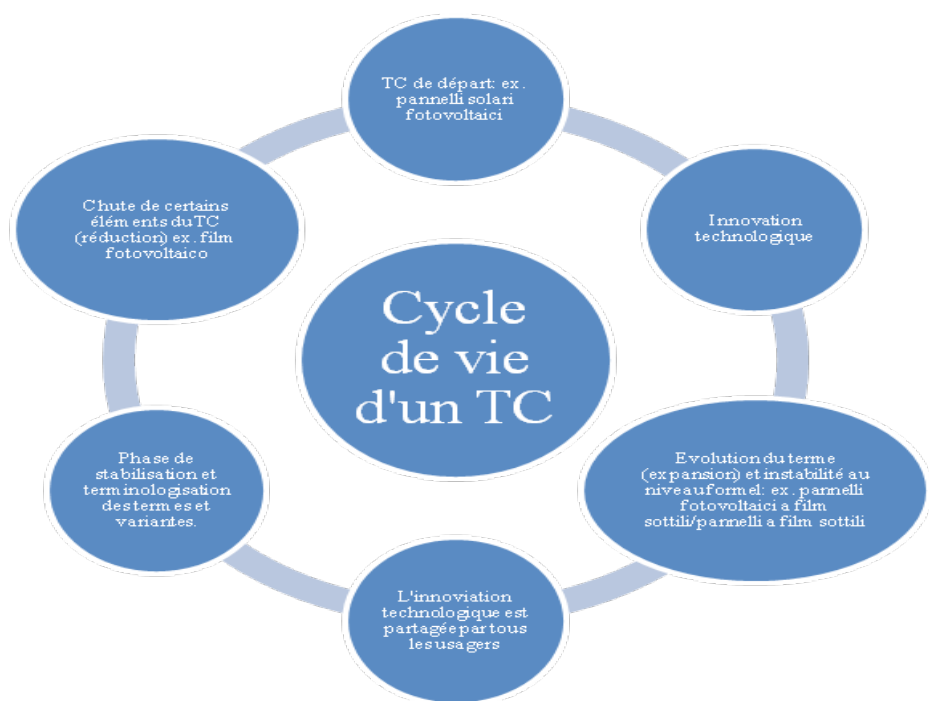 TC de départ: ex.
pannelli solari
fotovoltaici
Innovation
technologique
Evolution du terme
(expansion) et instabilité au
niveau formel: ex. pannelli
fotovoltaici a film
sottili/pannelli a film sottili
L'innoviation
technologique est
partagée par tous
les usagers
Phase de
stabilisation et
terminologisation
des termes et
variantes.
Chute de certains
éléments du TC
(réduction) ex. film
fotovoltaico
Cycle
de vie
d'un TC